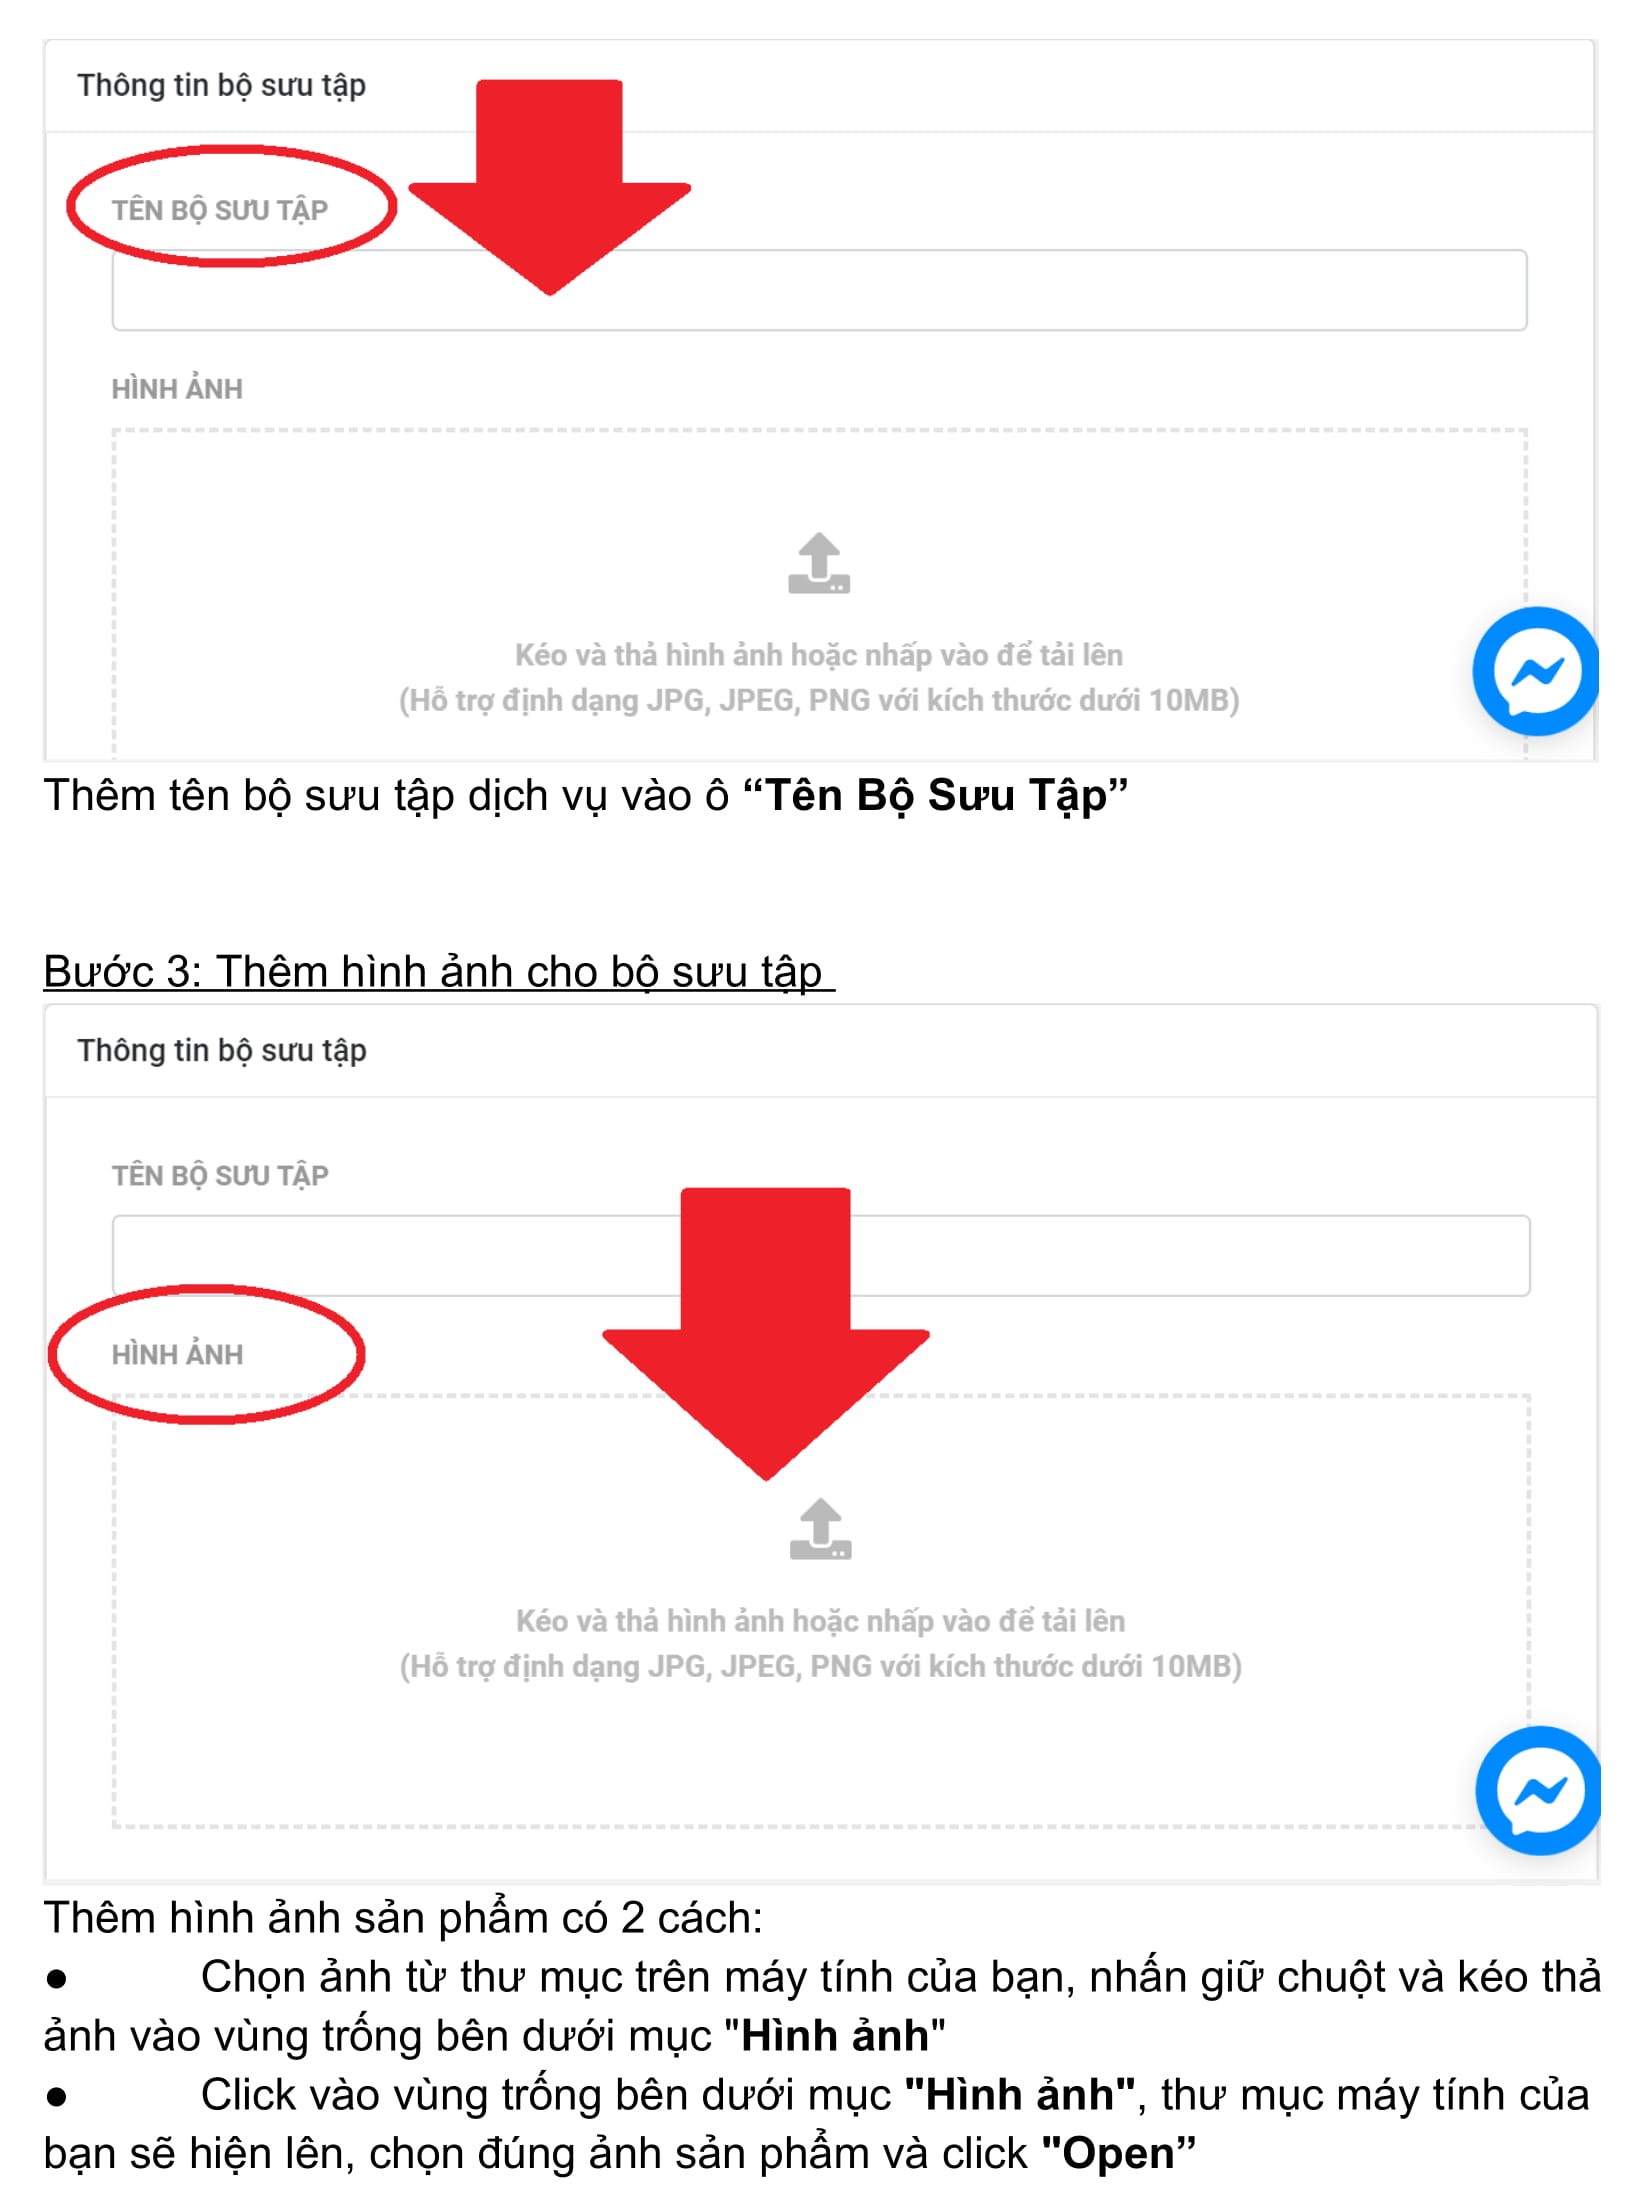 Thông tin bộ sưu tập
TÊN BỘ SƯU TẬP
HÌNH ẢNH
Kéo và thả hình ảnh hoặc nhấp vào để tải lên
(Hỗ trợ định dạng JPG, JPEG, PNG với kích thước dưới 10MB)
Thêm tên bộ sưu tập dịch vụ vào ô “Tên Bộ Sưu Tập”
Bước 3: Thêm hình ảnh cho bộ sưu tập
Thông tin bộ sưu tập
TÊN BỘ SƯU TẬP
HÌNH ẢNH
Kéo và thả hình ảnh hoặc nhấp vào để tải lên
(Hỗ trợ định dạng JPG, JPEG, PNG với kích thước dưới 10MB)
Thêm hình ảnh sản phẩm có 2 cách:
● Chọn ảnh từ thư mục trên máy tính của bạn, nhấn giữ chuột và kéo thả
ảnh vào vùng trống bên dưới mục "Hình ảnh"
● Click vào vùng trống bên dưới mục "Hình ảnh", thư mục máy tính của
bạn sẽ hiện lên, chọn đúng ảnh sản phẩm và click "Open”